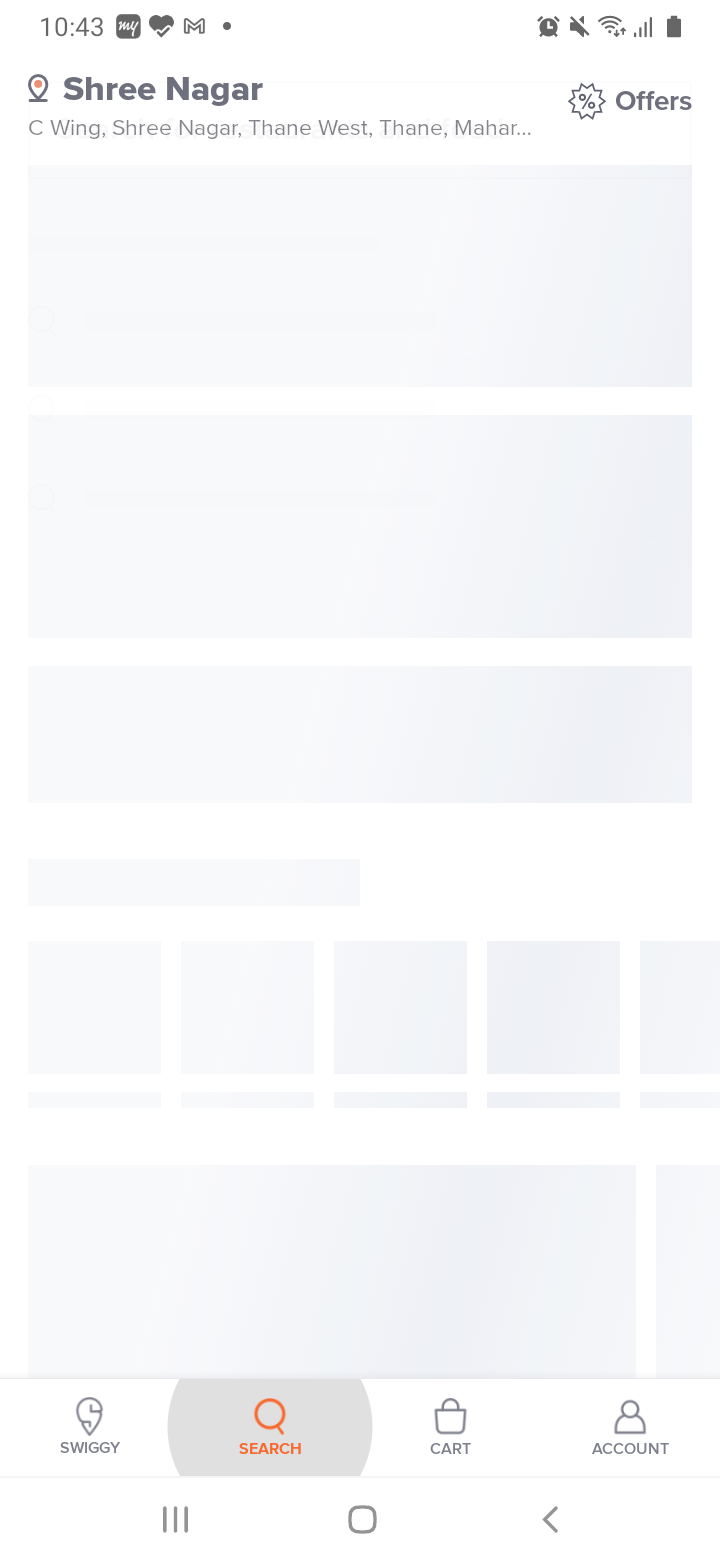 10:43
Shree Nagar
Offers
C Wing, Shree Nagar, Thane West, Thane, Mahar...
SWIGGY
SEARCH
CART
ACCOUNT